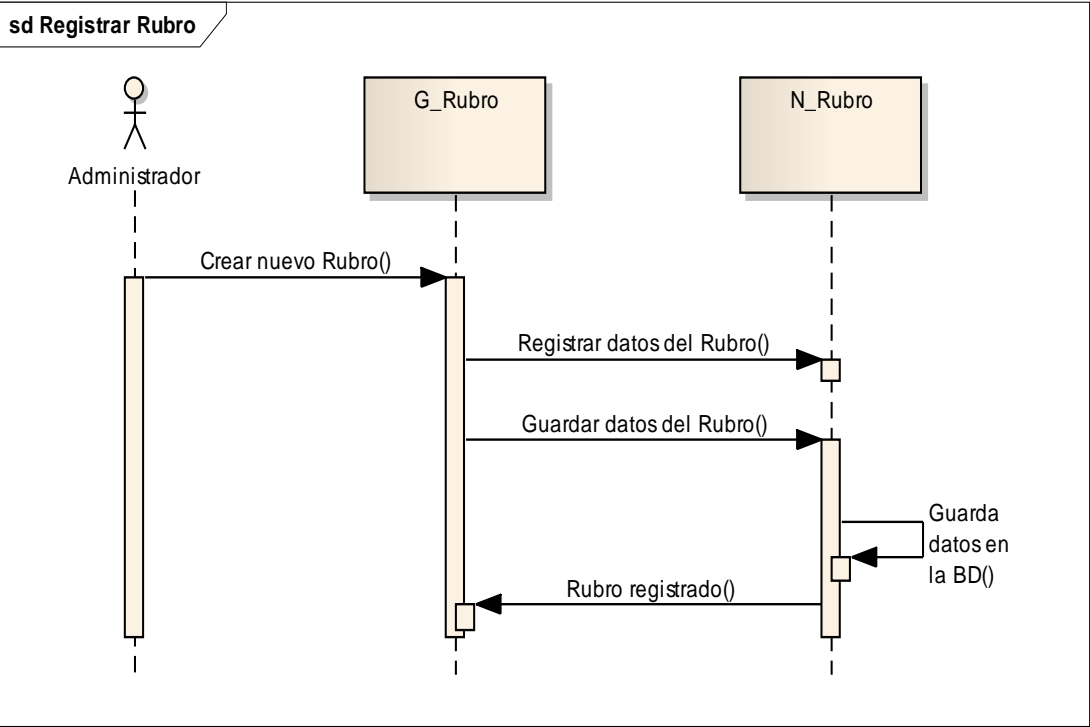 sd Registrar Rubro
G_Rubro
N_Rubro
Administrador
Crear nuevo Rubro()
Registrar datos del Rubro()
Guardar datos del Rubro()
Guarda
datos en
la BD()
Rubro registrado()